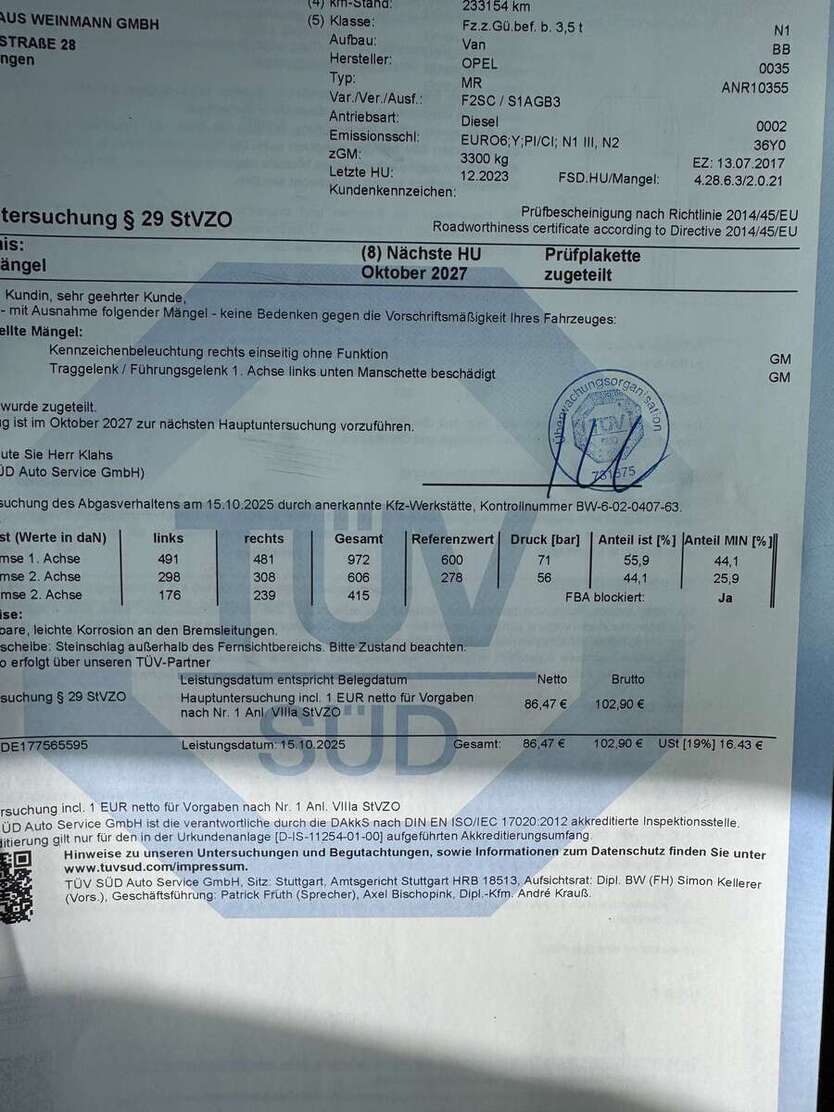 AUS WEINMANN GMBH
STRAßE 28
ngen
(4) km-Stand: 233154 km
(5) Klasse: Fz.z.Gü.bef. b. 3,5 t N1
Aufbau: Van BB
Hersteller: OPEL 0035
Typ: MR ANR10355
Var./Ver./Ausf.: F2SC / S1AGB3
Antriebsart: Diesel 0002
Emissionsschl: EURO6;Y;PI/CI; N1 III, N2 36Y0
zGM: 3300 kg EZ: 13.07.2017
Letzte HU: 12.2023 FSD.HU/Mangel: 4.28.6.3/2.0.21
Kundenkennzeichen:
tersuchung § 29 StVZO
Prüfbescheinigung nach Richtlinie 2014/45/EU
Roadworthiness certificate according to Directive 2014/45/EU
nis:
ängel
(8) Nächste HU
Oktober 2027
Prüfplakette
zugeteilt
Kundin, sehr geehrter Kunde,
- mit Ausnahme folgender Mängel - keine Bedenken gegen die Vorschriftsmäßigkeit Ihres Fahrzeuges:
ellte Mängel:
Kennzeichenbeleuchtung rechts einseitig ohne Funktion GM
Traggelenk / Führungsgelenk 1. Achse links unten Manschette beschädigt GM
wurde zugeteilt.
ug ist im Oktober 2027 zur nächsten Hauptuntersuchung vorzuführen.
ute Sie Herr Klahs
ÜD Auto Service GmbH)
Überwachungsorganisation
TÜV
731675
suchung des Abgasverhaltens am 15.10.2025 durch anerkannte Kfz-Werkstätte, Kontrollnummer BW-6-02-0407-63.
st (Werte in daN) links rechts Gesamt Referenzwert Druck [bar] Anteil ist [%] Anteil MIN [%]
mse 1. Achse 491 481 972 600 71 55,9 44,1
mse 2. Achse 298 308 606 278 56 44,1 25,9
mse 2. Achse 176 239 415 FBA blockiert: Ja
ise:
bare, leichte Korrosion an den Bremsleitungen.
scheibe: Steinschlag außerhalb des Fernsichtbereichs. Bitte Zustand beachten.
o erfolgt über unseren TÜV-Partner
Leistungsdatum entspricht Belegdatum Netto Brutto
suchung § 29 StVZO Hauptuntersuchung incl. 1 EUR netto für Vorgaben 86,47 € 102,90 €
nach Nr. 1 Anl. VIIIa StVZO
DE177565595 Leistungsdatum: 15.10.2025 Gesamt: 86,47 € 102,90 € USt [19%] 16.43 €
TÜV
SÜD
rsuchung incl. 1 EUR netto für Vorgaben nach Nr. 1 Anl. VIIIa StVZO
ÜD Auto Service GmbH ist die verantwortliche durch die DAkkS nach DIN EN ISO/IEC 17020:2012 akkreditierte Inspektionsstelle.
ditierung gilt nur für den in der Urkundenanlage [D-IS-11254-01-00] aufgeführten Akkreditierungsumfang.
Hinweise zu unseren Untersuchungen und Begutachtungen, sowie Informationen zum Datenschutz finden Sie unter
www.tuvsud.com/impressum.
TÜV SÜD Auto Service GmbH, Sitz: Stuttgart, Amtsgericht Stuttgart HRB 18513, Aufsichtsrat: Dipl. BW (FH) Simon Kellerer
(Vors.), Geschäftsführung: Patrick Fruth (Sprecher), Axel Bischopink, Dipl.-Kfm. André Krauß.